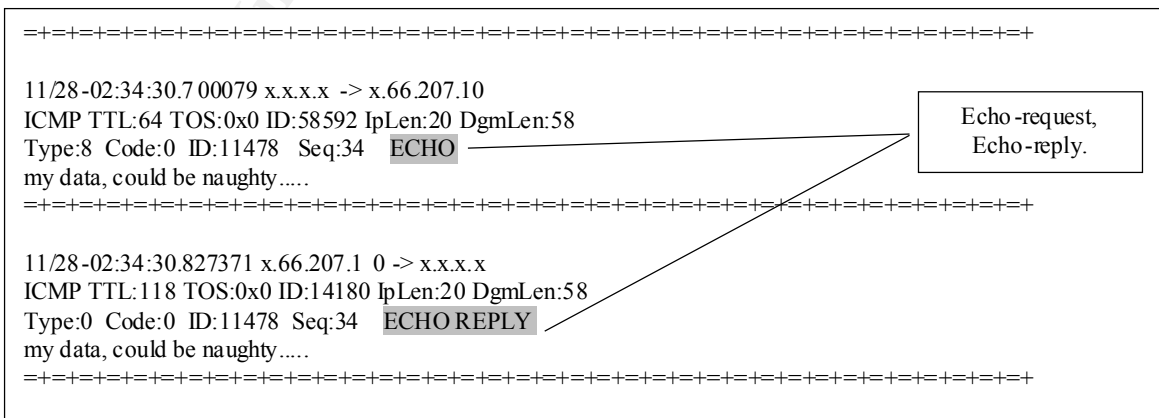 =+=+=+=+=+=+=+=+=+=+=+=+=+=+=+=+=+=+=+=+=+=+=+=+=+=+=+=+=+=+=+=+=+=+=+=+=+
11/28-02:34:30.7 00079 x.x.x.x -> x.66.207.10
ICMP TTL:64 TOS:0x0 ID:58592 IpLen:20 DgmLen:58
Type:8 Code:0 ID:11478 Seq:34 ECHO
my data, could be naughty.....
=+=+=+=+=+=+=+=+=+=+=+=+=+=+=+=+=+=+=+=+=+=+=+=+=+=+=+=+=+=+=+=+=+=+=+=+=+
Echo-request,
Echo-reply.
11/28-02:34:30.827371 x.66.207.1 0 -> x.x.x.x
ICMP TTL:118 TOS:0x0 ID:14180 IpLen:20 DgmLen:58
Type:0 Code:0 ID:11478 Seq:34 ECHO REPLY
my data, could be naughty.....
=+=+=+=+=+=+=+=+=+=+=+=+=+=+=+=+=+=+=+=+=+=+=+=+=+=+=+=+=+=+=+=+=+=+=+=+=+